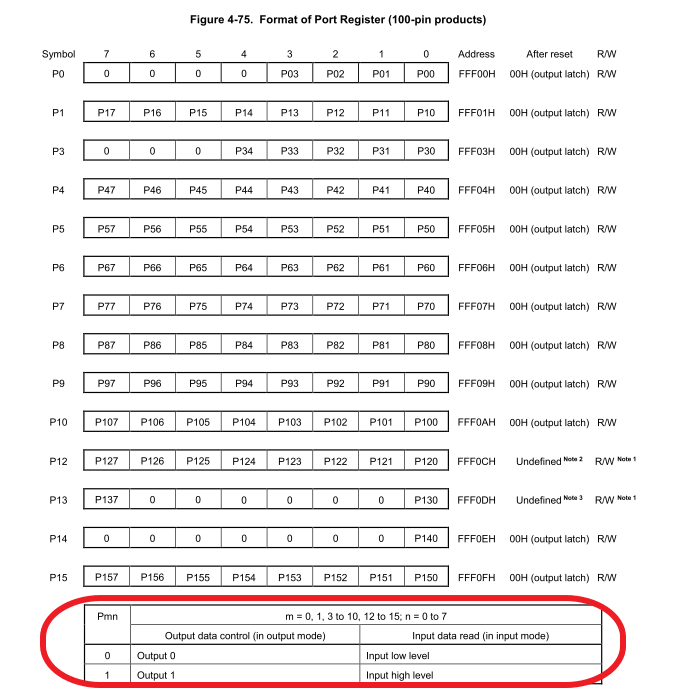 Figure 4-75. Format of Port Register (100-pin products)
Symbol 7 6 5 4 3 2 1 0 Address After reset R/W
P0 0 0 0 0 P03 P02 P01 P00 FFF00H 00H (output latch) R/W
P1 P17 P16 P15 P14 P13 P12 P11 P10 FFF01H 00H (output latch) R/W
P3 0 0 0 P34 P33 P32 P31 P30 FFF03H 00H (output latch) R/W
P4 P47 P46 P45 P44 P43 P42 P41 P40 FFF04H 00H (output latch) R/W
P5 P57 P56 P55 P54 P53 P52 P51 P50 FFF05H 00H (output latch) R/W
P6 P67 P66 P65 P64 P63 P62 P61 P60 FFF06H 00H (output latch) R/W
P7 P77 P76 P75 P74 P73 P72 P71 P70 FFF07H 00H (output latch) R/W
P8 P87 P86 P85 P84 P83 P82 P81 P80 FFF08H 00H (output latch) R/W
P9 P97 P96 P95 P94 P93 P92 P91 P90 FFF09H 00H (output latch) R/W
P10 P107 P106 P105 P104 P103 P102 P101 P100 FFF0AH 00H (output latch) R/W
P12 P127 P126 P125 P124 P123 P122 P121 P120 FFF0CH Undefined Note 2 R/W Note 1
P13 P137 0 0 0 0 0 0 P130 FFF0DH Undefined Note 3 R/W Note 1
P14 0 0 0 0 0 0 0 P140 FFF0EH 00H (output latch) R/W
P15 P157 P156 P155 P154 P153 P152 P151 P150 FFF0FH 00H (output latch) R/W
Pmn m = 0, 1, 3 to 10, 12 to 15; n = 0 to 7
Output data control (in output mode) Input data read (in input mode)
0 Output 0 Input low level
1 Output 1 Input high level